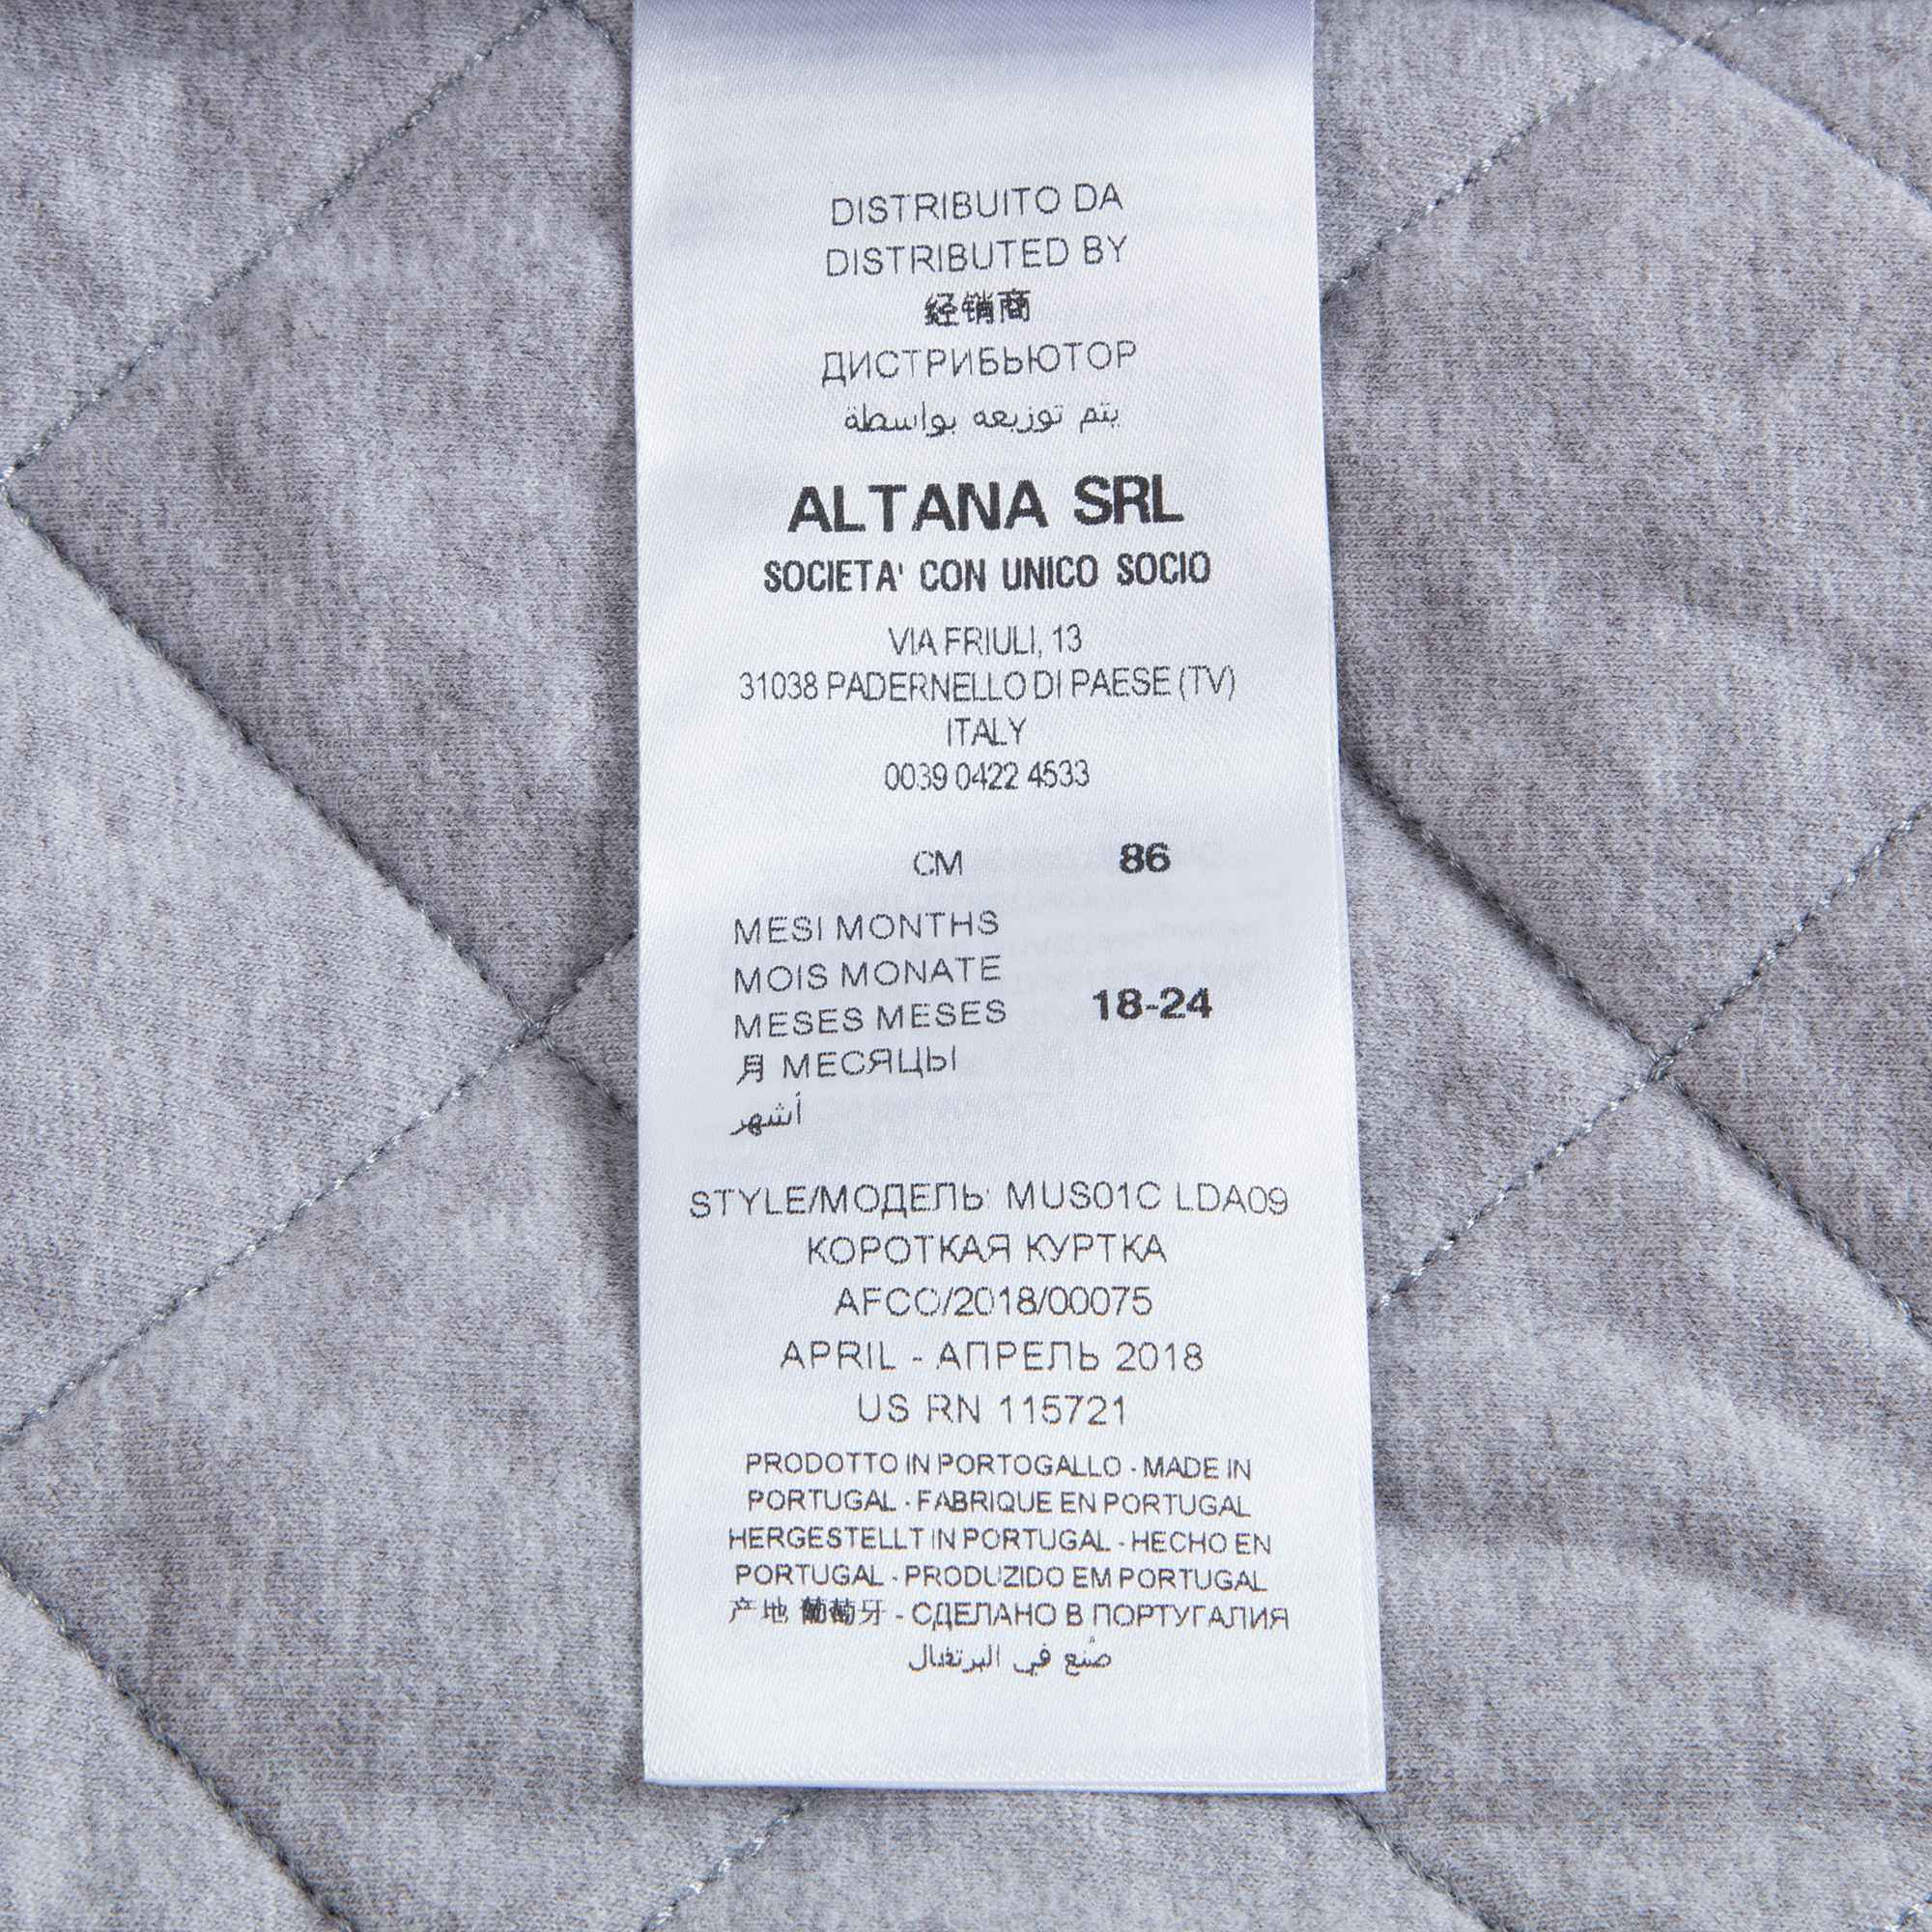 DISTRIBUITO DA
DISTRIBUTED BY
经销商
ДИСТРИБЬЮТОР
يتم توزيعه بواسطة
ALTANA SRL
SOCIETA' CON UNICO SOCIO
VIA FRIULI, 13
31038 PADERNELLO DI PAESE (TV)
ITALY
0039 0422 4533
CM 86
MESI MONTHS
MOIS MONATE
MESES MESES 18-24
月 МЕСЯЦЫ
أشهر
STYLE/МОДЕЛЬ: MUS01C LDA09
КОРОТКАЯ КУРТКА
AFCO/2018/00075
APRIL - АПРЕЛЬ 2018
US RN 115721
PRODOTTO IN PORTOGALLO - MADE IN
PORTUGAL - FABRIQUE EN PORTUGAL
HERGESTELLT IN PORTUGAL - HECHO EN
PORTUGAL - PRODUZIDO EM PORTUGAL
产地 葡萄牙 - СДЕЛАНО В ПОРТУГАЛИЯ
صُنع في البرتغال